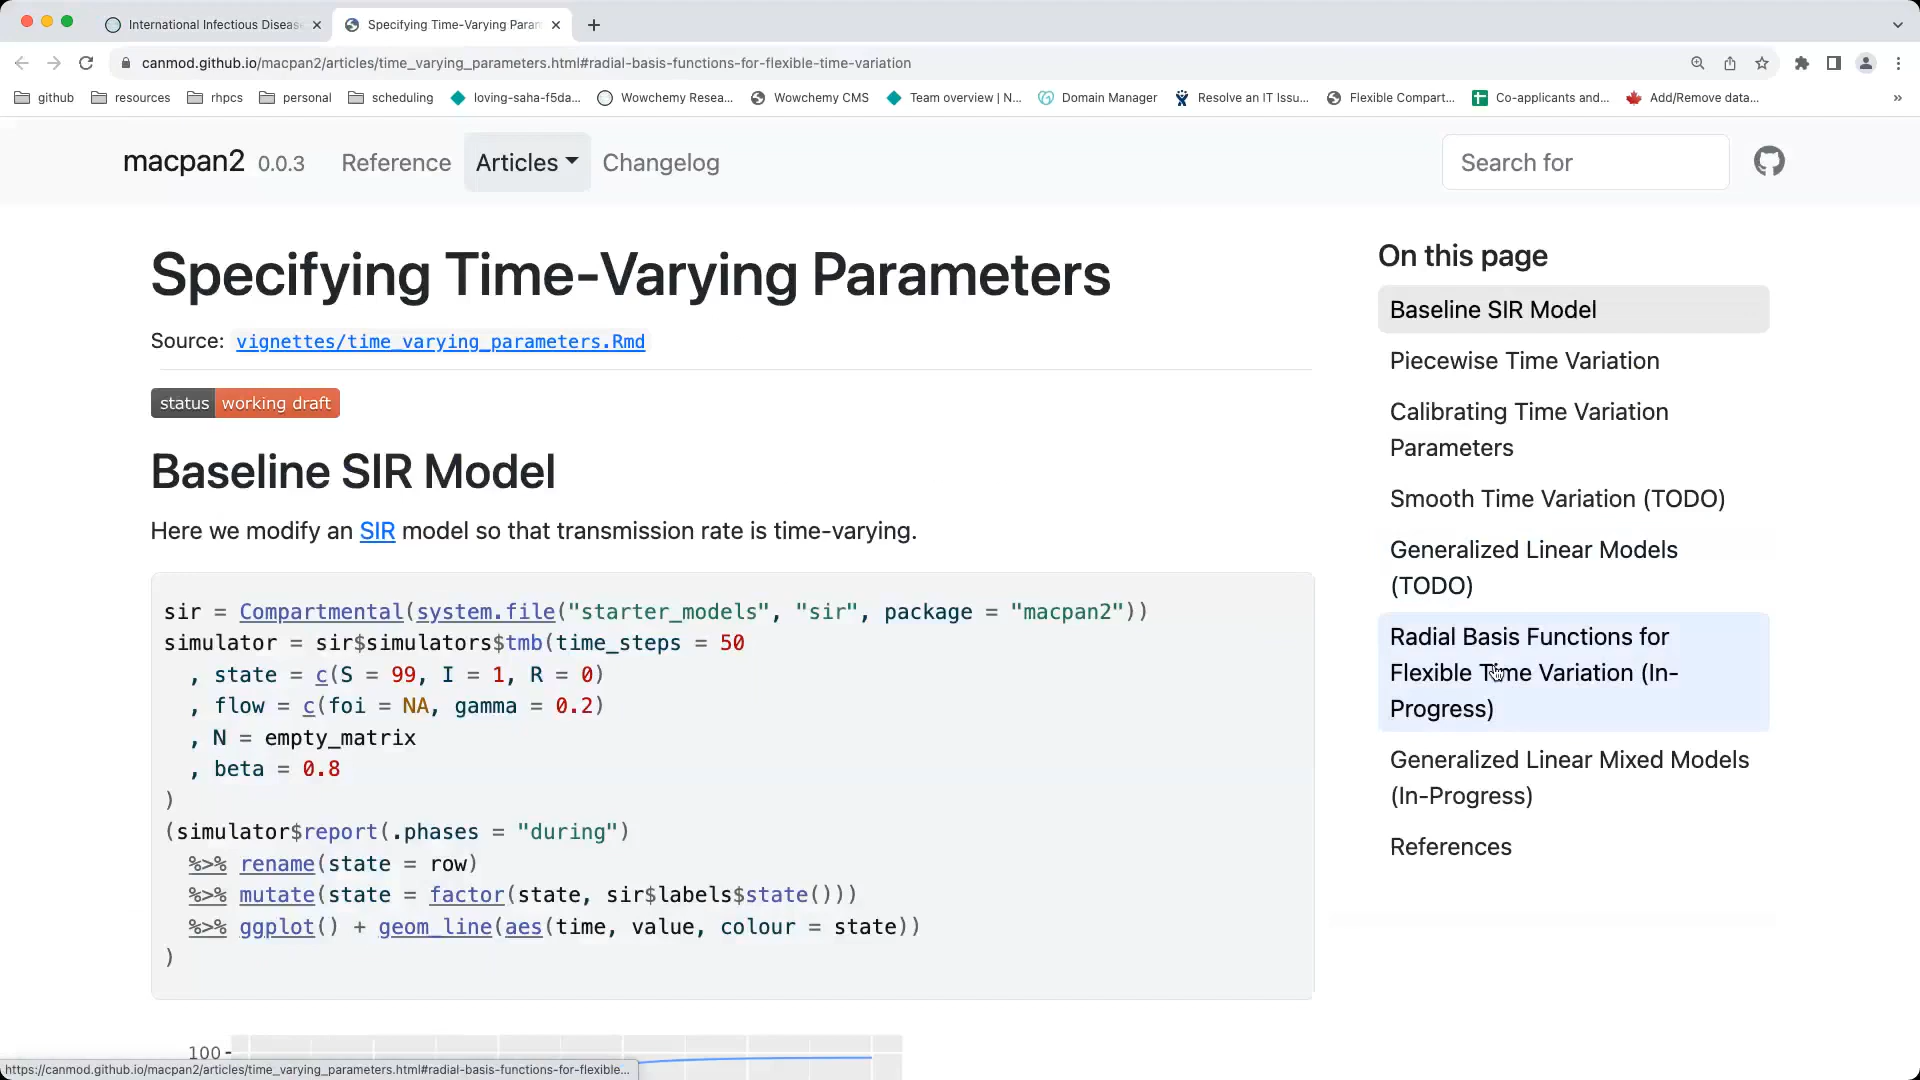 International Infectious Disease
Specifying Time-Varying Param
canmod.github.io/macpan2/articles/time_varying_parameters.html#radial-basis-functions-for-flexible-time-variation
github
resources
rhpcs
personal
scheduling
loving-saha-f5da...
Wowchemy Resea...
Wowchemy CMS
Team overview | N...
Domain Manager
Resolve an IT Issu...
Flexible Compart...
Co-applicants and...
Add/Remove data...
»
macpan2 0.0.3
Reference
Articles
Changelog
Search for
Specifying Time-Varying Parameters
Source: vignettes/time_varying_parameters.Rmd
status working draft
Baseline SIR Model
Here we modify an SIR model so that transmission rate is time-varying.
sir = Compartmental(system.file("starter_models", "sir", package = "macpan2"))
simulator = sir$simulators$tmb(time_steps = 50
  , state = c(S = 99, I = 1, R = 0)
  , flow = c(foi = NA, gamma = 0.2)
  , N = empty_matrix
  , beta = 0.8
)
(simulator$report(.phases = "during")
  %>% rename(state = row)
  %>% mutate(state = factor(state, sir$labels$state()))
  %>% ggplot() + geom_line(aes(time, value, colour = state))
)
100
On this page
Baseline SIR Model
Piecewise Time Variation
Calibrating Time Variation
Parameters
Smooth Time Variation (TODO)
Generalized Linear Models
(TODO)
Radial Basis Functions for
Flexible Time Variation (In-
Progress)
Generalized Linear Mixed Models
(In-Progress)
References
https://canmod.github.io/macpan2/articles/time_varying_parameters.html#radial-basis-functions-for-flexible...